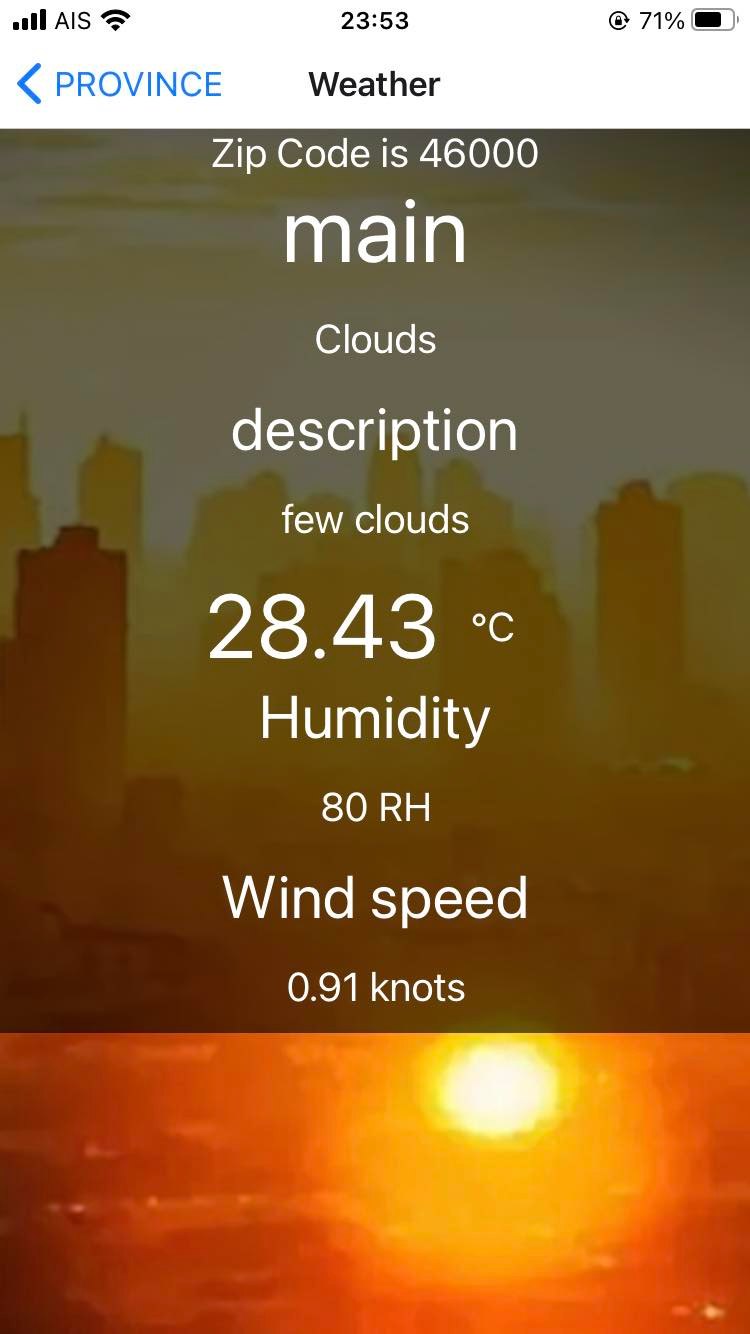 AIS 23:53 71%
PROVINCE Weather
Zip Code is 46000
main
Clouds
description
few clouds
28.43 °C
Humidity
80 RH
Wind speed
0.91 knots